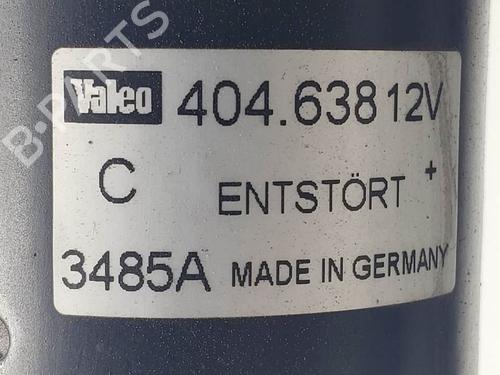 B-PARTS
Valeo 404.638 12V
C ENTSTÖRT +
3485A MADE IN GERMANY